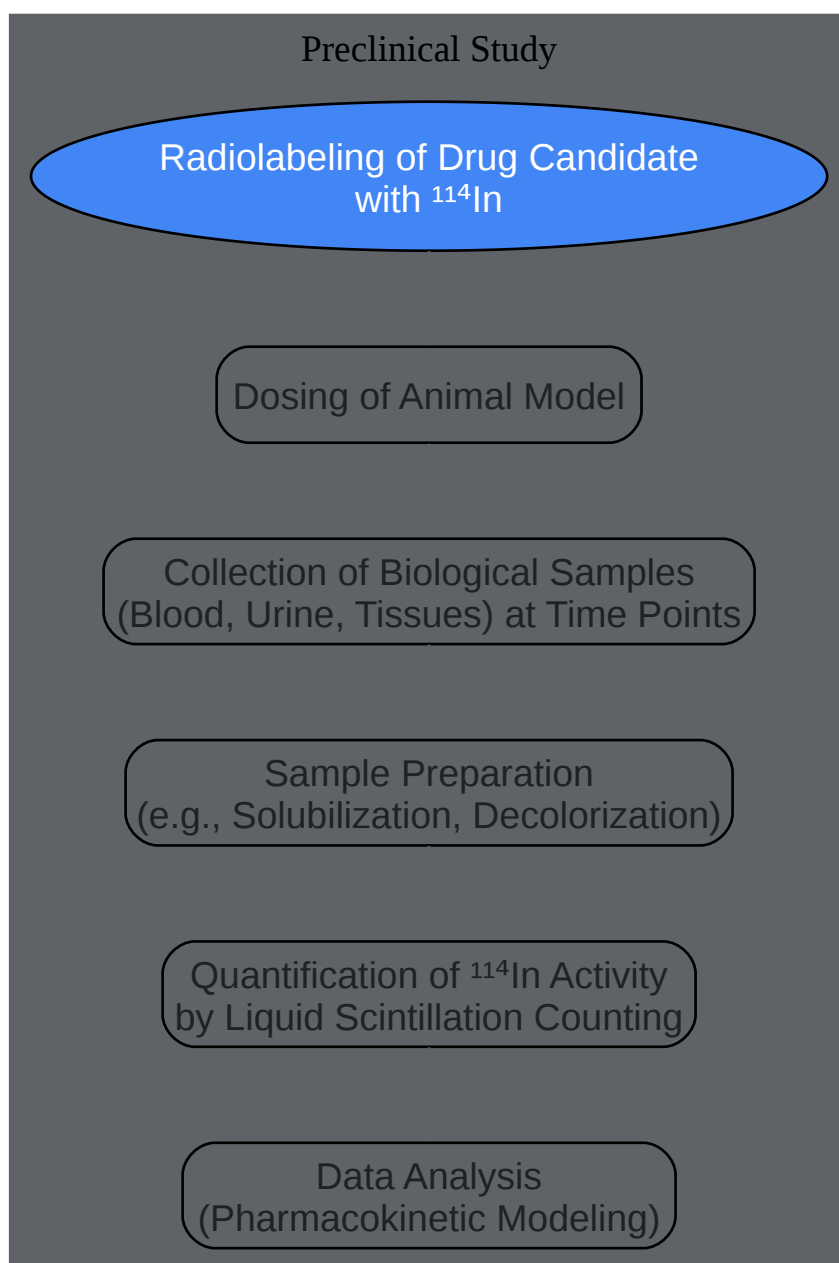 Preclinical Study
Radiolabeling of Drug Candidate
with ¹¹⁴In
Dosing of Animal Model
Collection of Biological Samples
(Blood, Urine, Tissues) at Time Points
Sample Preparation
(e.g., Solubilization, Decolorization)
Quantification of ¹¹⁴In Activity
by Liquid Scintillation Counting
Data Analysis
(Pharmacokinetic Modeling)